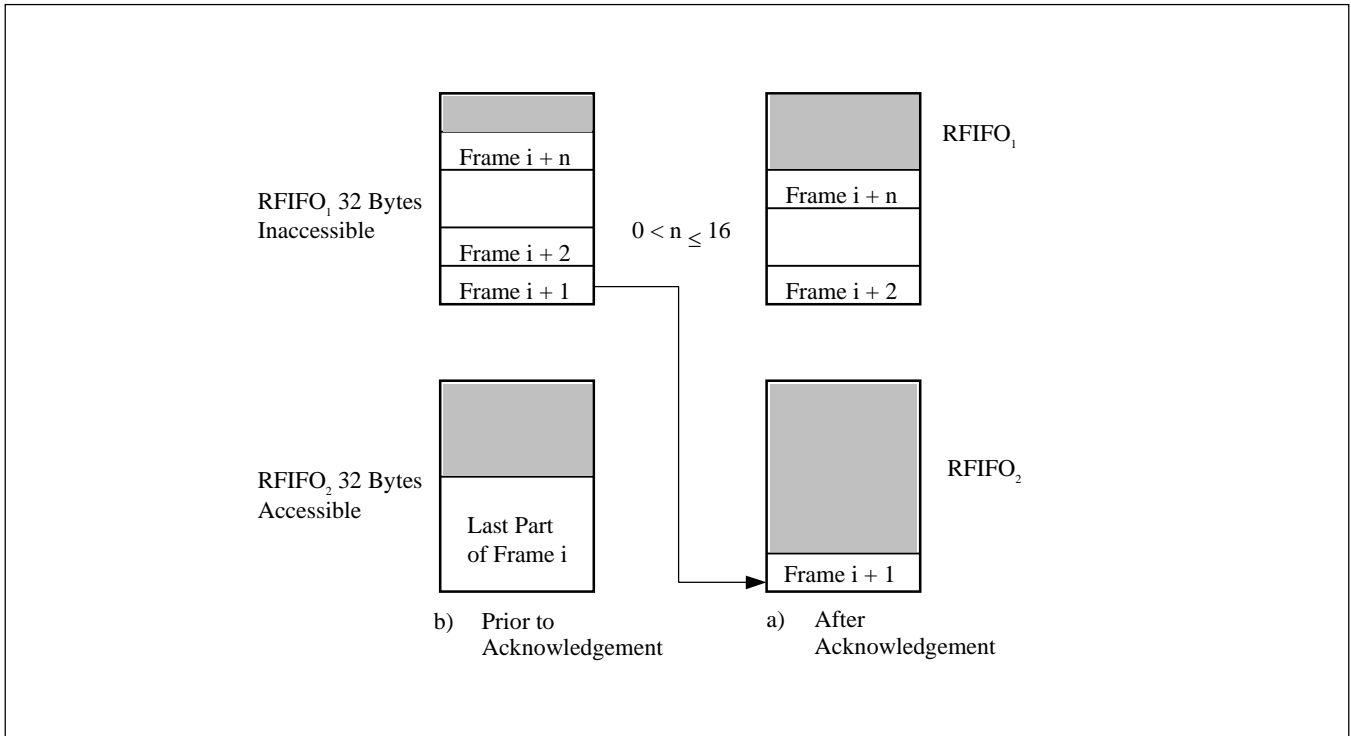 Frame i + n
RFIFO₁ 32 Bytes
Inaccessible
Frame i + 2
Frame i + 1
0 < n ≤ 16
RFIFO₁
Frame i + n
Frame i + 2
RFIFO₂ 32 Bytes
Accessible
Last Part
of Frame i
RFIFO₂
Frame i + 1
b) Prior to
Acknowledgement
a) After
Acknowledgement